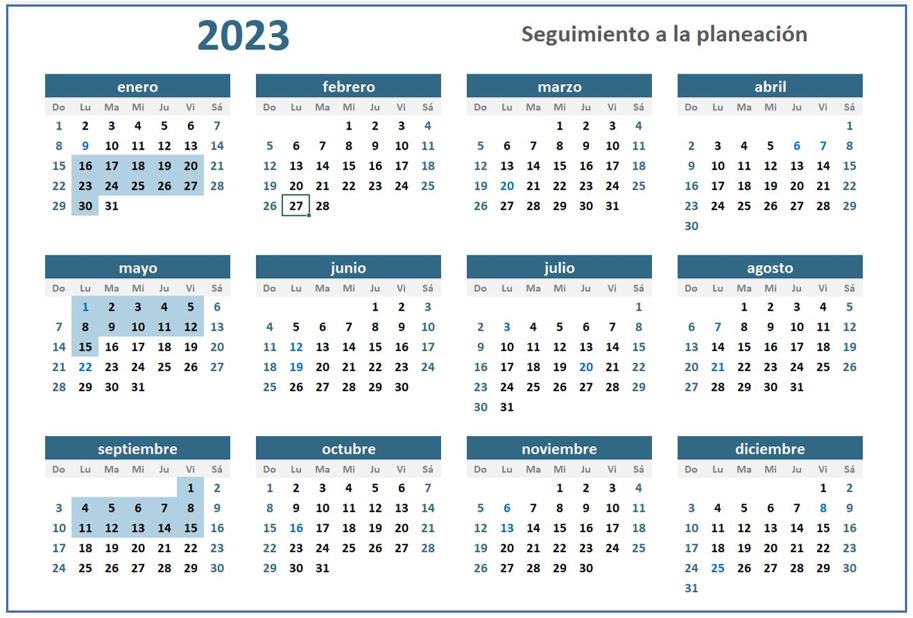 2023 Seguimiento a la planeación
enero febrero marzo abril
Do Lu Ma Mi Ju Vi Sá Do Lu Ma Mi Ju Vi Sá Do Lu Ma Mi Ju Vi Sá Do Lu Ma Mi Ju Vi Sá
1 2 3 4 5 6 7 1 2 3 4 1 2 3 4 1
8 9 10 11 12 13 14 5 6 7 8 9 10 11 5 6 7 8 9 10 11 2 3 4 5 6 7 8
15 16 17 18 19 20 21 12 13 14 15 16 17 18 12 13 14 15 16 17 18 9 10 11 12 13 14 15
22 23 24 25 26 27 28 19 20 21 22 23 24 25 19 20 21 22 23 24 25 16 17 18 19 20 21 22
29 30 31 26 27 28 26 27 28 29 30 31 23 24 25 26 27 28 29
30
mayo junio julio agosto
Do Lu Ma Mi Ju Vi Sá Do Lu Ma Mi Ju Vi Sá Do Lu Ma Mi Ju Vi Sá Do Lu Ma Mi Ju Vi Sá
1 2 3 4 5 6 1 2 3 1 1 2 3 4 5
7 8 9 10 11 12 13 4 5 6 7 8 9 10 2 3 4 5 6 7 8 6 7 8 9 10 11 12
14 15 16 17 18 19 20 11 12 13 14 15 16 17 9 10 11 12 13 14 15 13 14 15 16 17 18 19
21 22 23 24 25 26 27 18 19 20 21 22 23 24 16 17 18 19 20 21 22 20 21 22 23 24 25 26
28 29 30 31 25 26 27 28 29 30 23 24 25 26 27 28 29 27 28 29 30 31
30 31
septiembre octubre noviembre diciembre
Do Lu Ma Mi Ju Vi Sá Do Lu Ma Mi Ju Vi Sá Do Lu Ma Mi Ju Vi Sá Do Lu Ma Mi Ju Vi Sá
1 2 1 2 3 4 5 6 7 1 2 3 4 1 2
3 4 5 6 7 8 9 8 9 10 11 12 13 14 5 6 7 8 9 10 11 3 4 5 6 7 8 9
10 11 12 13 14 15 16 15 16 17 18 19 20 21 12 13 14 15 16 17 18 10 11 12 13 14 15 16
17 18 19 20 21 22 23 22 23 24 25 26 27 28 19 20 21 22 23 24 25 17 18 19 20 21 22 23
24 25 26 27 28 29 30 29 30 31 26 27 28 29 30 24 25 26 27 28 29 30
31